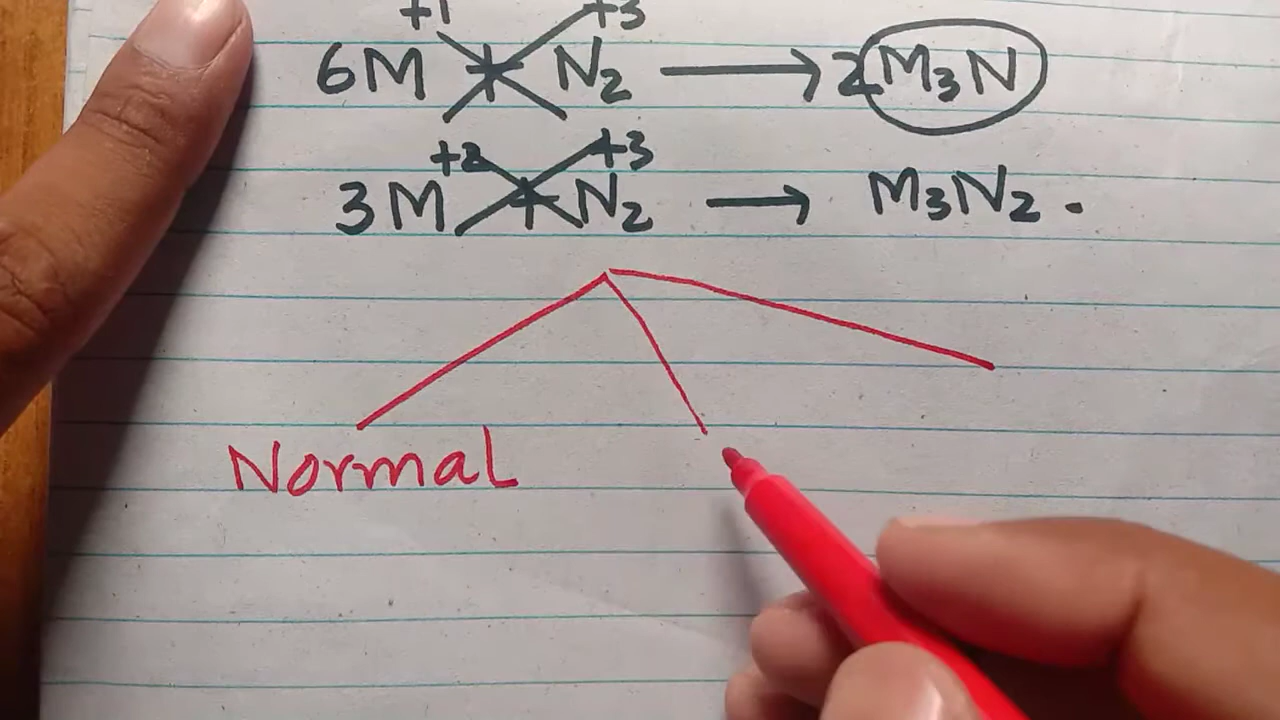 +1 +3
6M + N₂ → 2M₃N
+2 +3
3M + N₂ → M₃N₂.
Normal